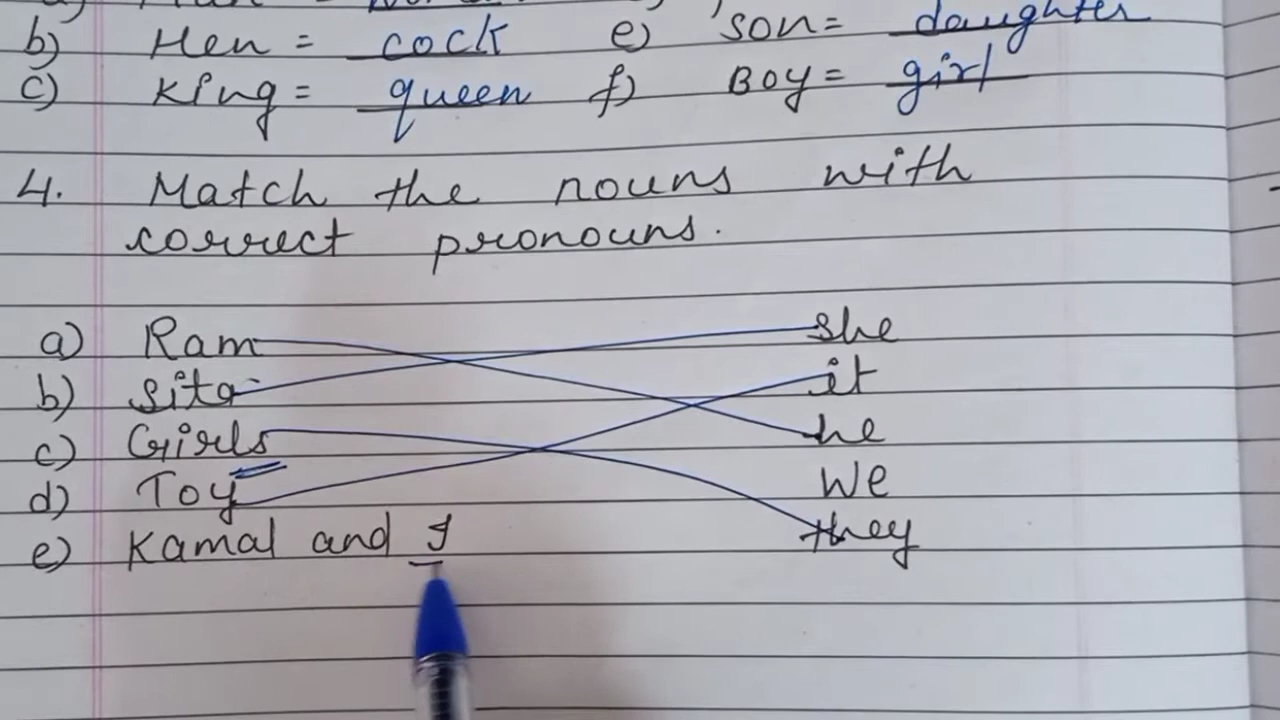 b) Hen = cock e) son = daughter
c) King = queen f) Boy = girl
4. Match the nouns with
correct pronouns.
a) Ram she
b) Sita it
c) Girls he
d) Toy We
e) Kamal and I they